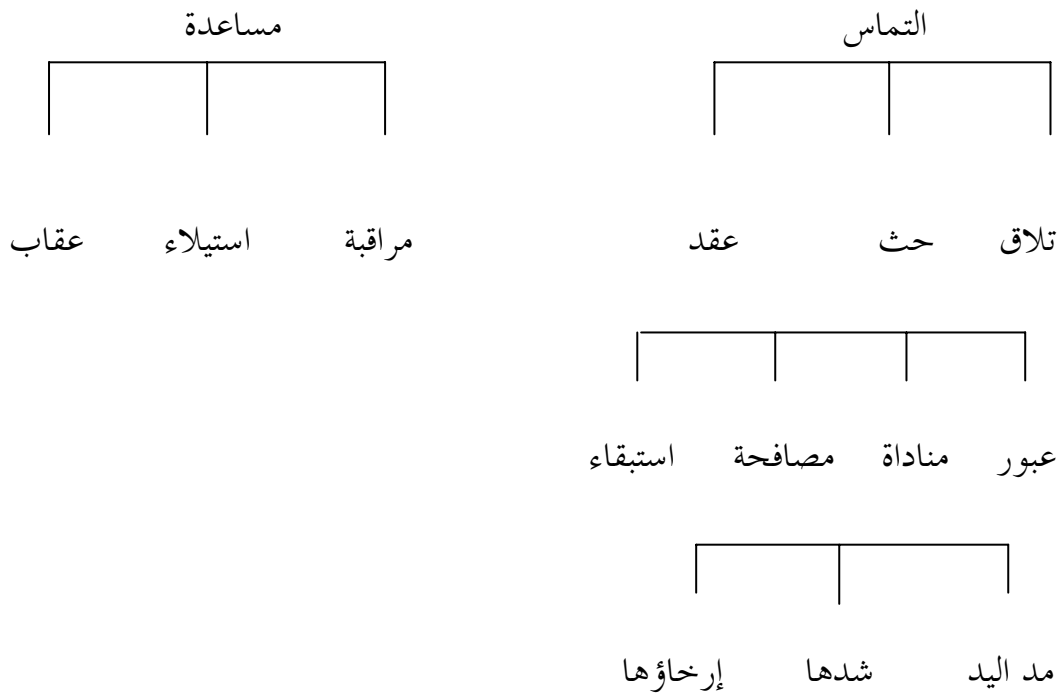 التماس مساعدة
تلاق حث عقد مراقبة استيلاء عقاب
عبور مناداة مصافحة استبقاء
مد اليد شدها إرخاؤها